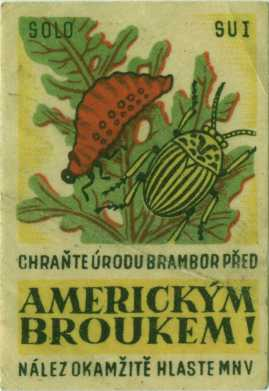 SOLO SUI
CHRAŇTE ÚRODU BRAMBOR PŘED
AMERICKÝM
BROUKEM!
NÁLEZ OKAMŽITĚ HLASTE MNV